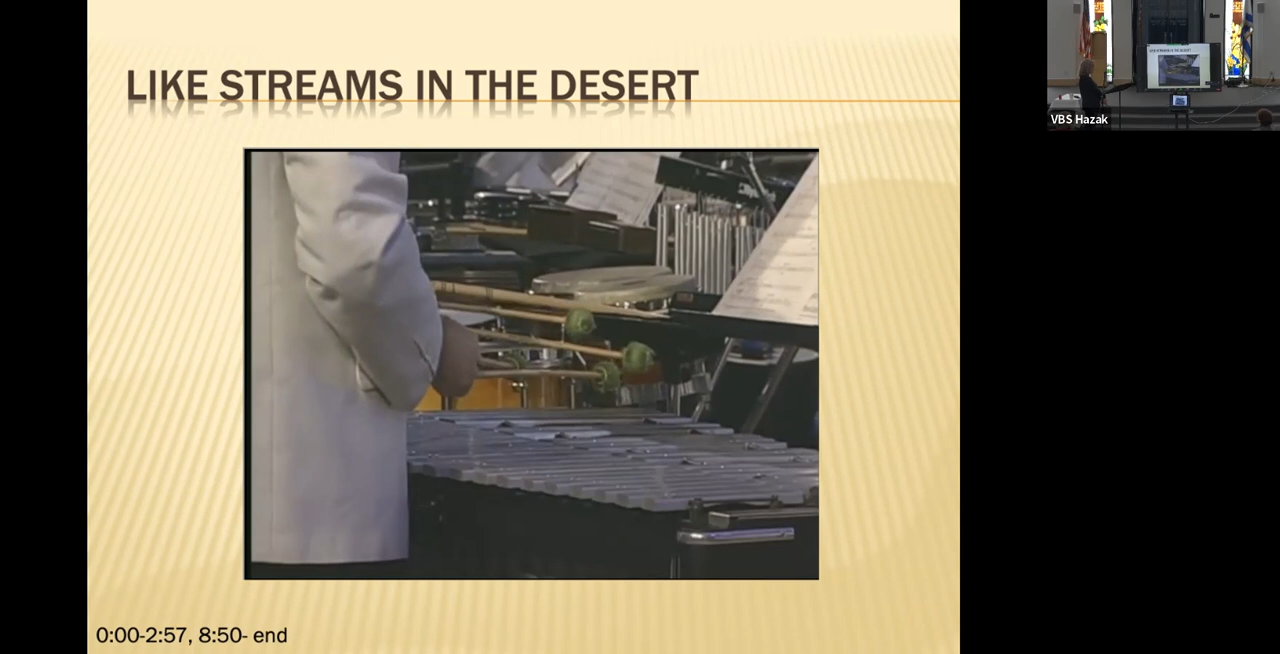 LIKE STREAMS IN THE DESERT
VBS Hazak
0:00-2:57, 8:50- end